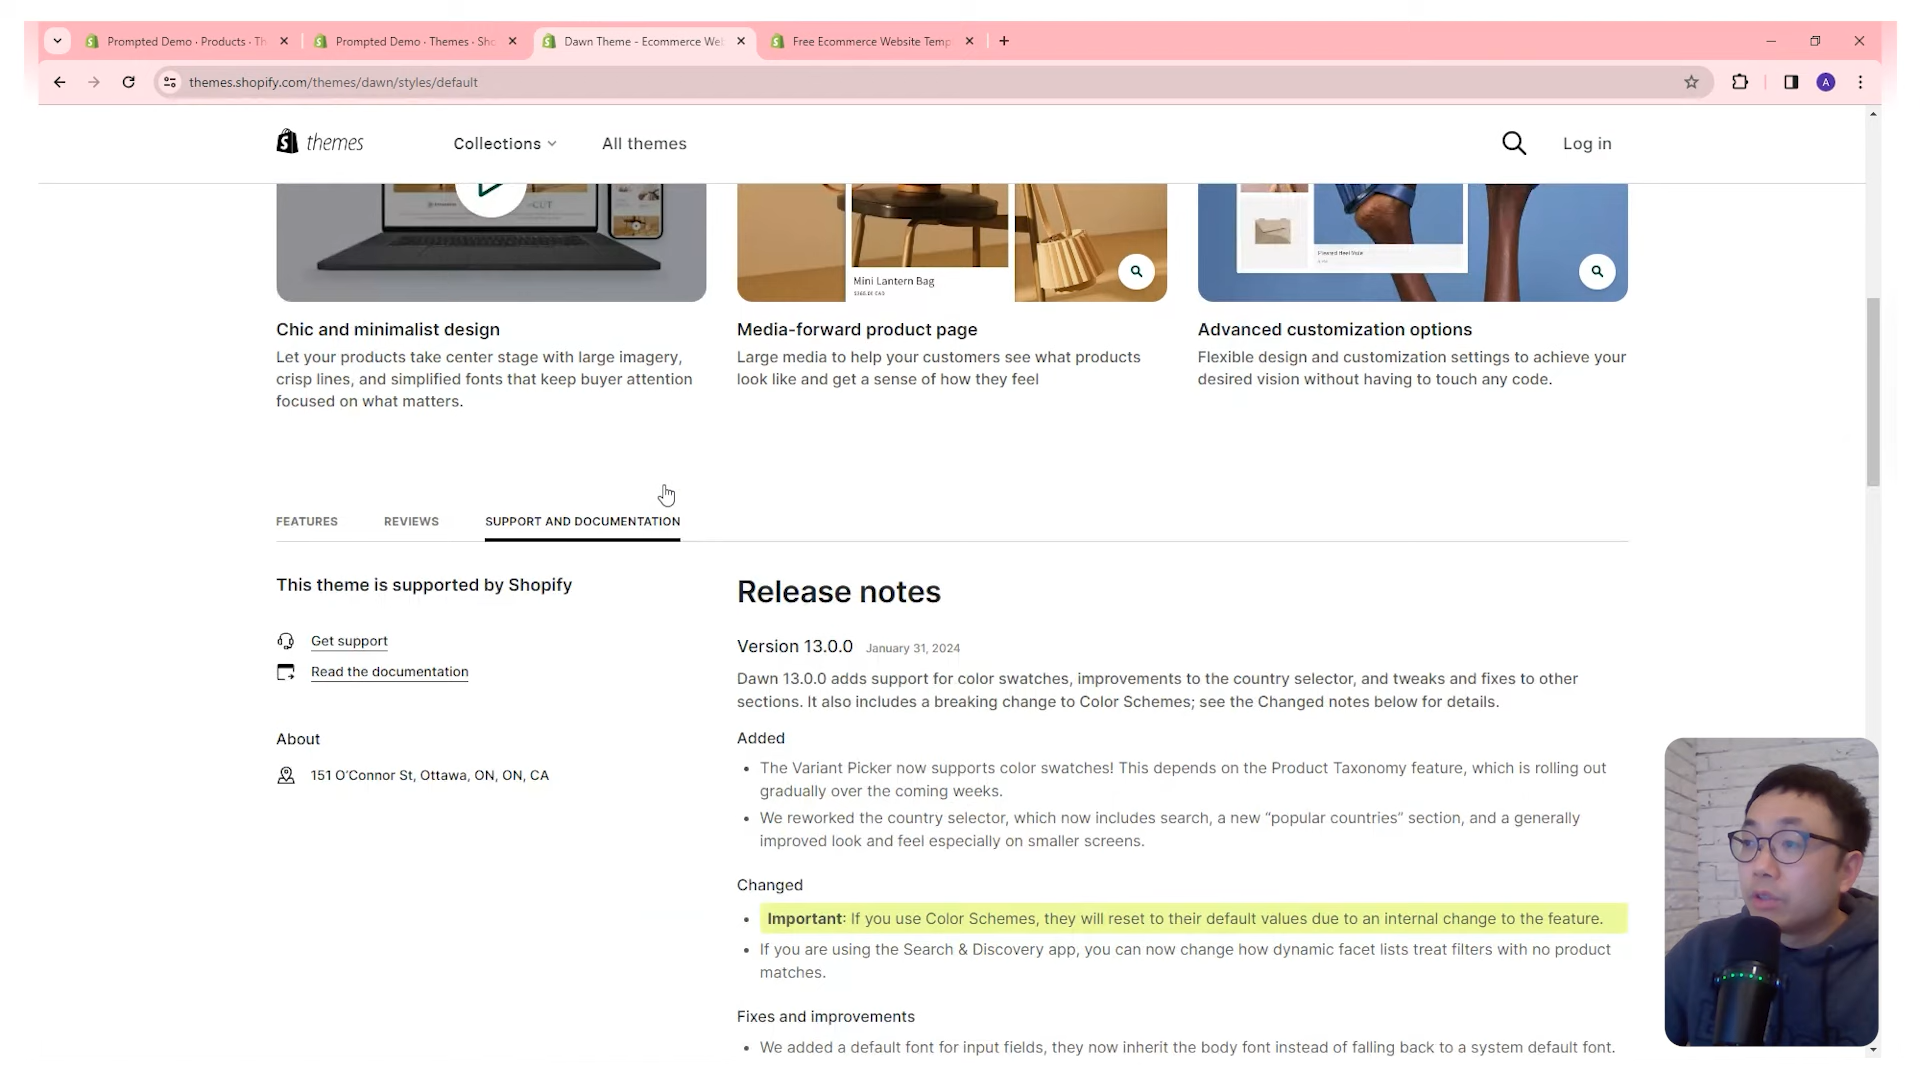 Prompted Demo · Products · Th
Prompted Demo · Themes · Sho
Dawn Theme - Ecommerce Wel
Free Ecommerce Website Temp
themes.shopify.com/themes/dawn/styles/default
A
themes
Collections
All themes
Log in
Mini Lantern Bag
Chic and minimalist design
Let your products take center stage with large imagery,
crisp lines, and simplified fonts that keep buyer attention
focused on what matters.
Media-forward product page
Large media to help your customers see what products
look like and get a sense of how they feel
Advanced customization options
Flexible design and customization settings to achieve your
desired vision without having to touch any code.
FEATURES
REVIEWS
SUPPORT AND DOCUMENTATION
This theme is supported by Shopify
Get support
Read the documentation
About
151 O'Connor St, Ottawa, ON, ON, CA
Release notes
Version 13.0.0 January 31, 2024
Dawn 13.0.0 adds support for color swatches, improvements to the country selector, and tweaks and fixes to other
sections. It also includes a breaking change to Color Schemes; see the Changed notes below for details.
Added
• The Variant Picker now supports color swatches! This depends on the Product Taxonomy feature, which is rolling out
gradually over the coming weeks.
• We reworked the country selector, which now includes search, a new “popular countries” section, and a generally
improved look and feel especially on smaller screens.
Changed
• Important: If you use Color Schemes, they will reset to their default values due to an internal change to the feature.
• If you are using the Search & Discovery app, you can now change how dynamic facet lists treat filters with no product
matches.
Fixes and improvements
• We added a default font for input fields, they now inherit the body font instead of falling back to a system default font.